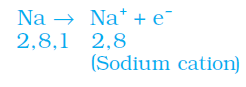 Na → Na⁺ + e⁻
2,8,1 2,8
(Sodium cation)